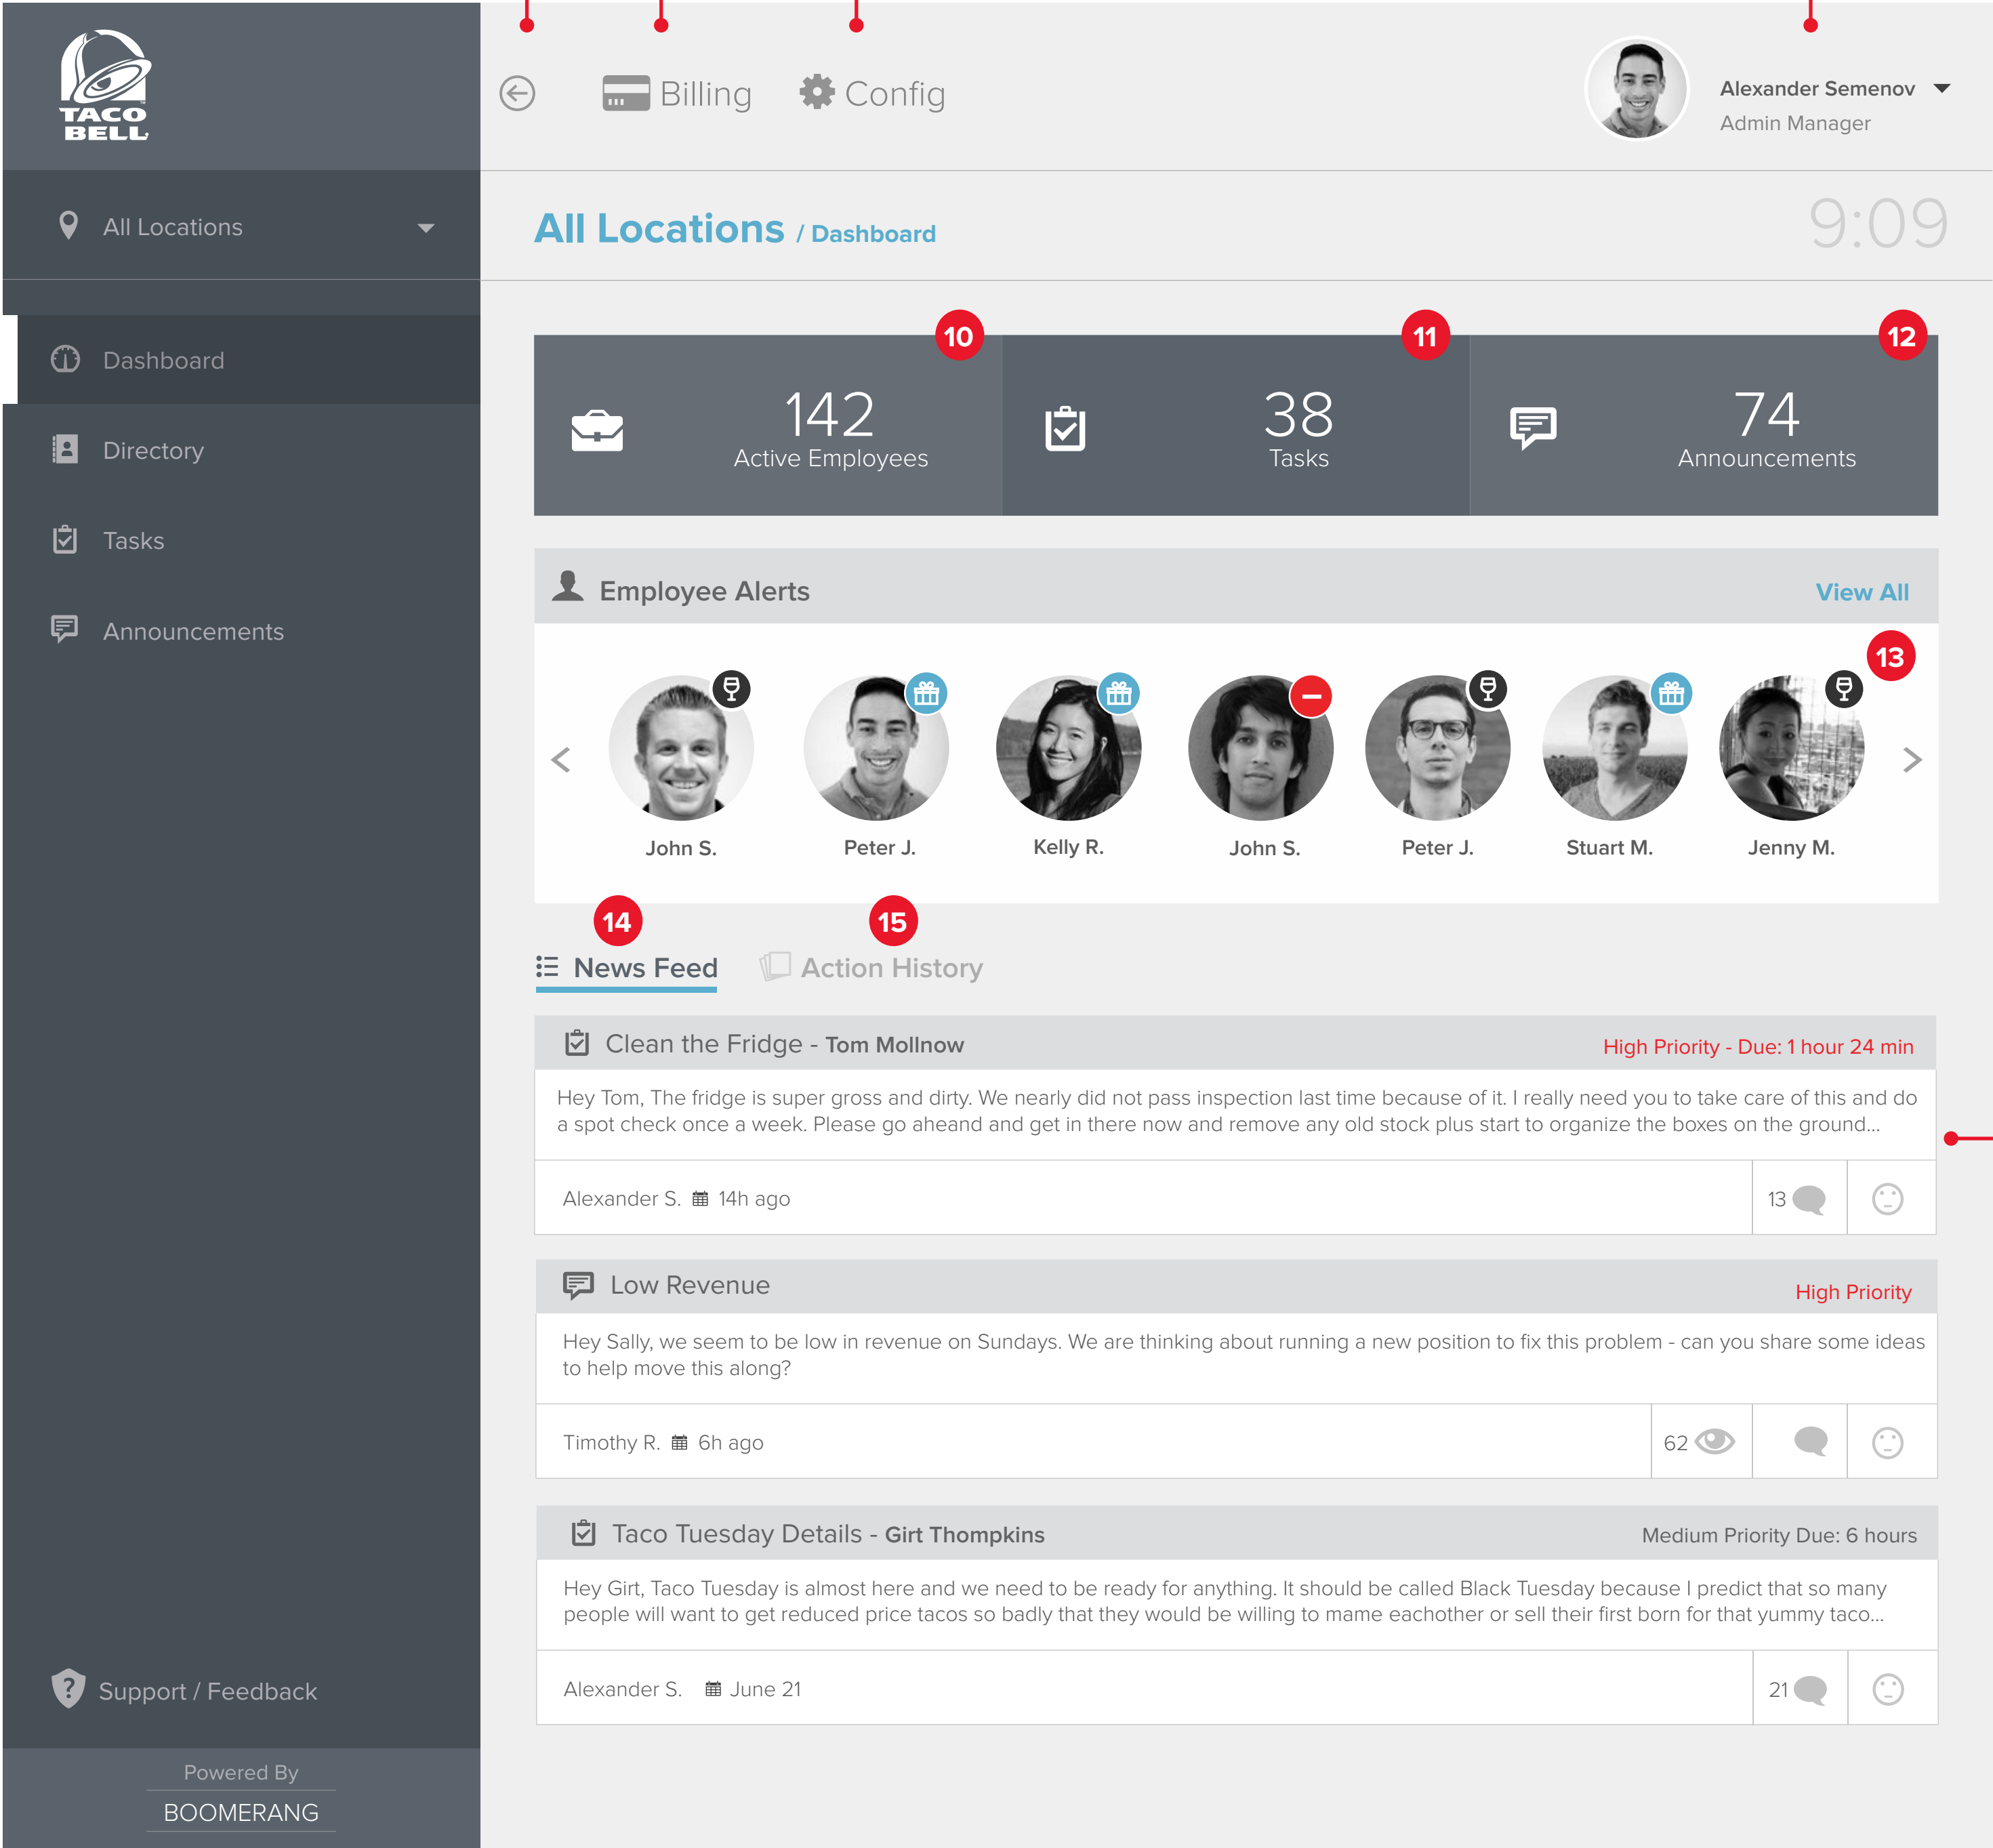 TACO
BELL
Billing
Config
Alexander Semenov
Admin Manager
All Locations
All Locations / Dashboard
9:09
Dashboard
Directory
Tasks
Announcements
10
11
12
142
Active Employees
38
Tasks
74
Announcements
Employee Alerts
View All
13
John S.
Peter J.
Kelly R.
John S.
Peter J.
Stuart M.
Jenny M.
14
15
News Feed
Action History
Clean the Fridge - Tom Mollnow
High Priority - Due: 1 hour 24 min
Hey Tom, The fridge is super gross and dirty. We nearly did not pass inspection last time because of it. I really need you to take care of this and do
a spot check once a week. Please go aheand and get in there now and remove any old stock plus start to organize the boxes on the ground...
Alexander S. 14h ago
13
Low Revenue
High Priority
Hey Sally, we seem to be low in revenue on Sundays. We are thinking about running a new position to fix this problem - can you share some ideas
to help move this along?
Timothy R. 6h ago
62
Taco Tuesday Details - Girt Thompkins
Medium Priority Due: 6 hours
Hey Girt, Taco Tuesday is almost here and we need to be ready for anything. It should be called Black Tuesday because I predict that so many
people will want to get reduced price tacos so badly that they would be willing to mame eachother or sell their first born for that yummy taco...
Alexander S. June 21
21
? Support / Feedback
Powered By
BOOMERANG